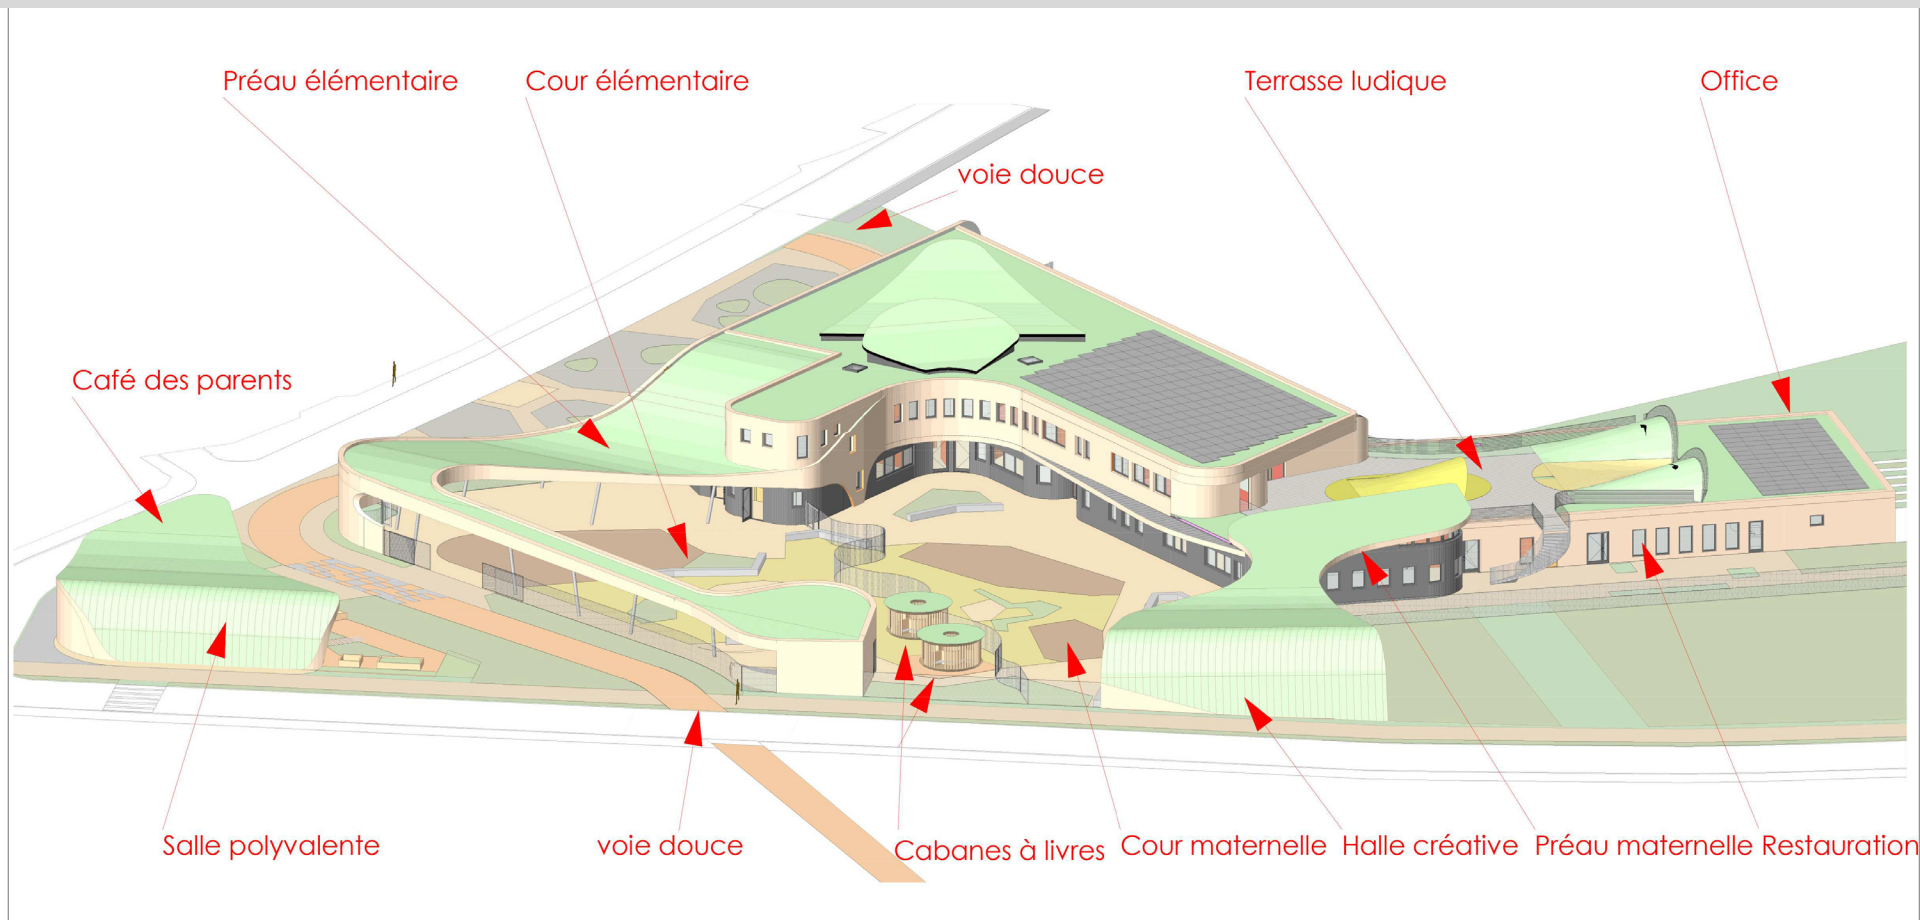 Préau élémentaire
Cour élémentaire
Terrasse ludique
Office
voie douce
Café des parents
Salle polyvalente
voie douce
Cabanes à livres
Cour maternelle
Halle créative
Préau maternelle
Restauration